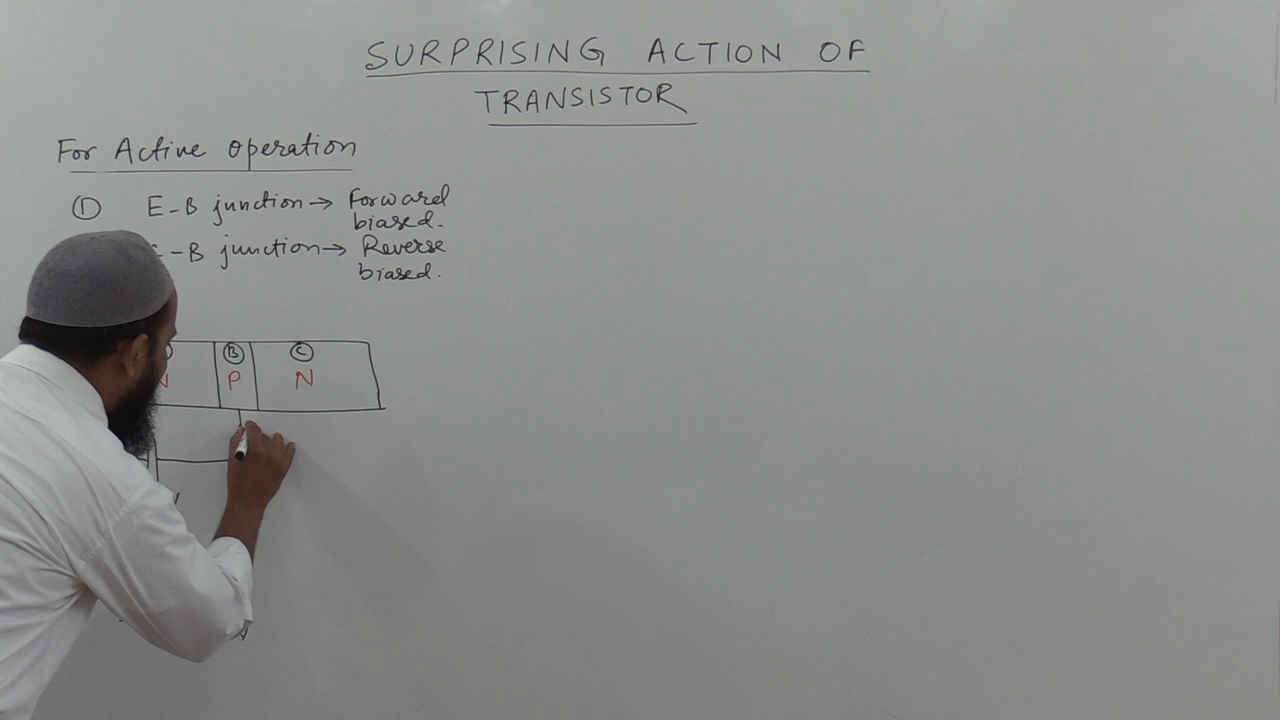 SURPRISING ACTION OF
TRANSISTOR
For Active Operation
① E-B junction → Forward
biased.
-B junction → Reverse
biased.
Ⓑ Ⓒ
N P N